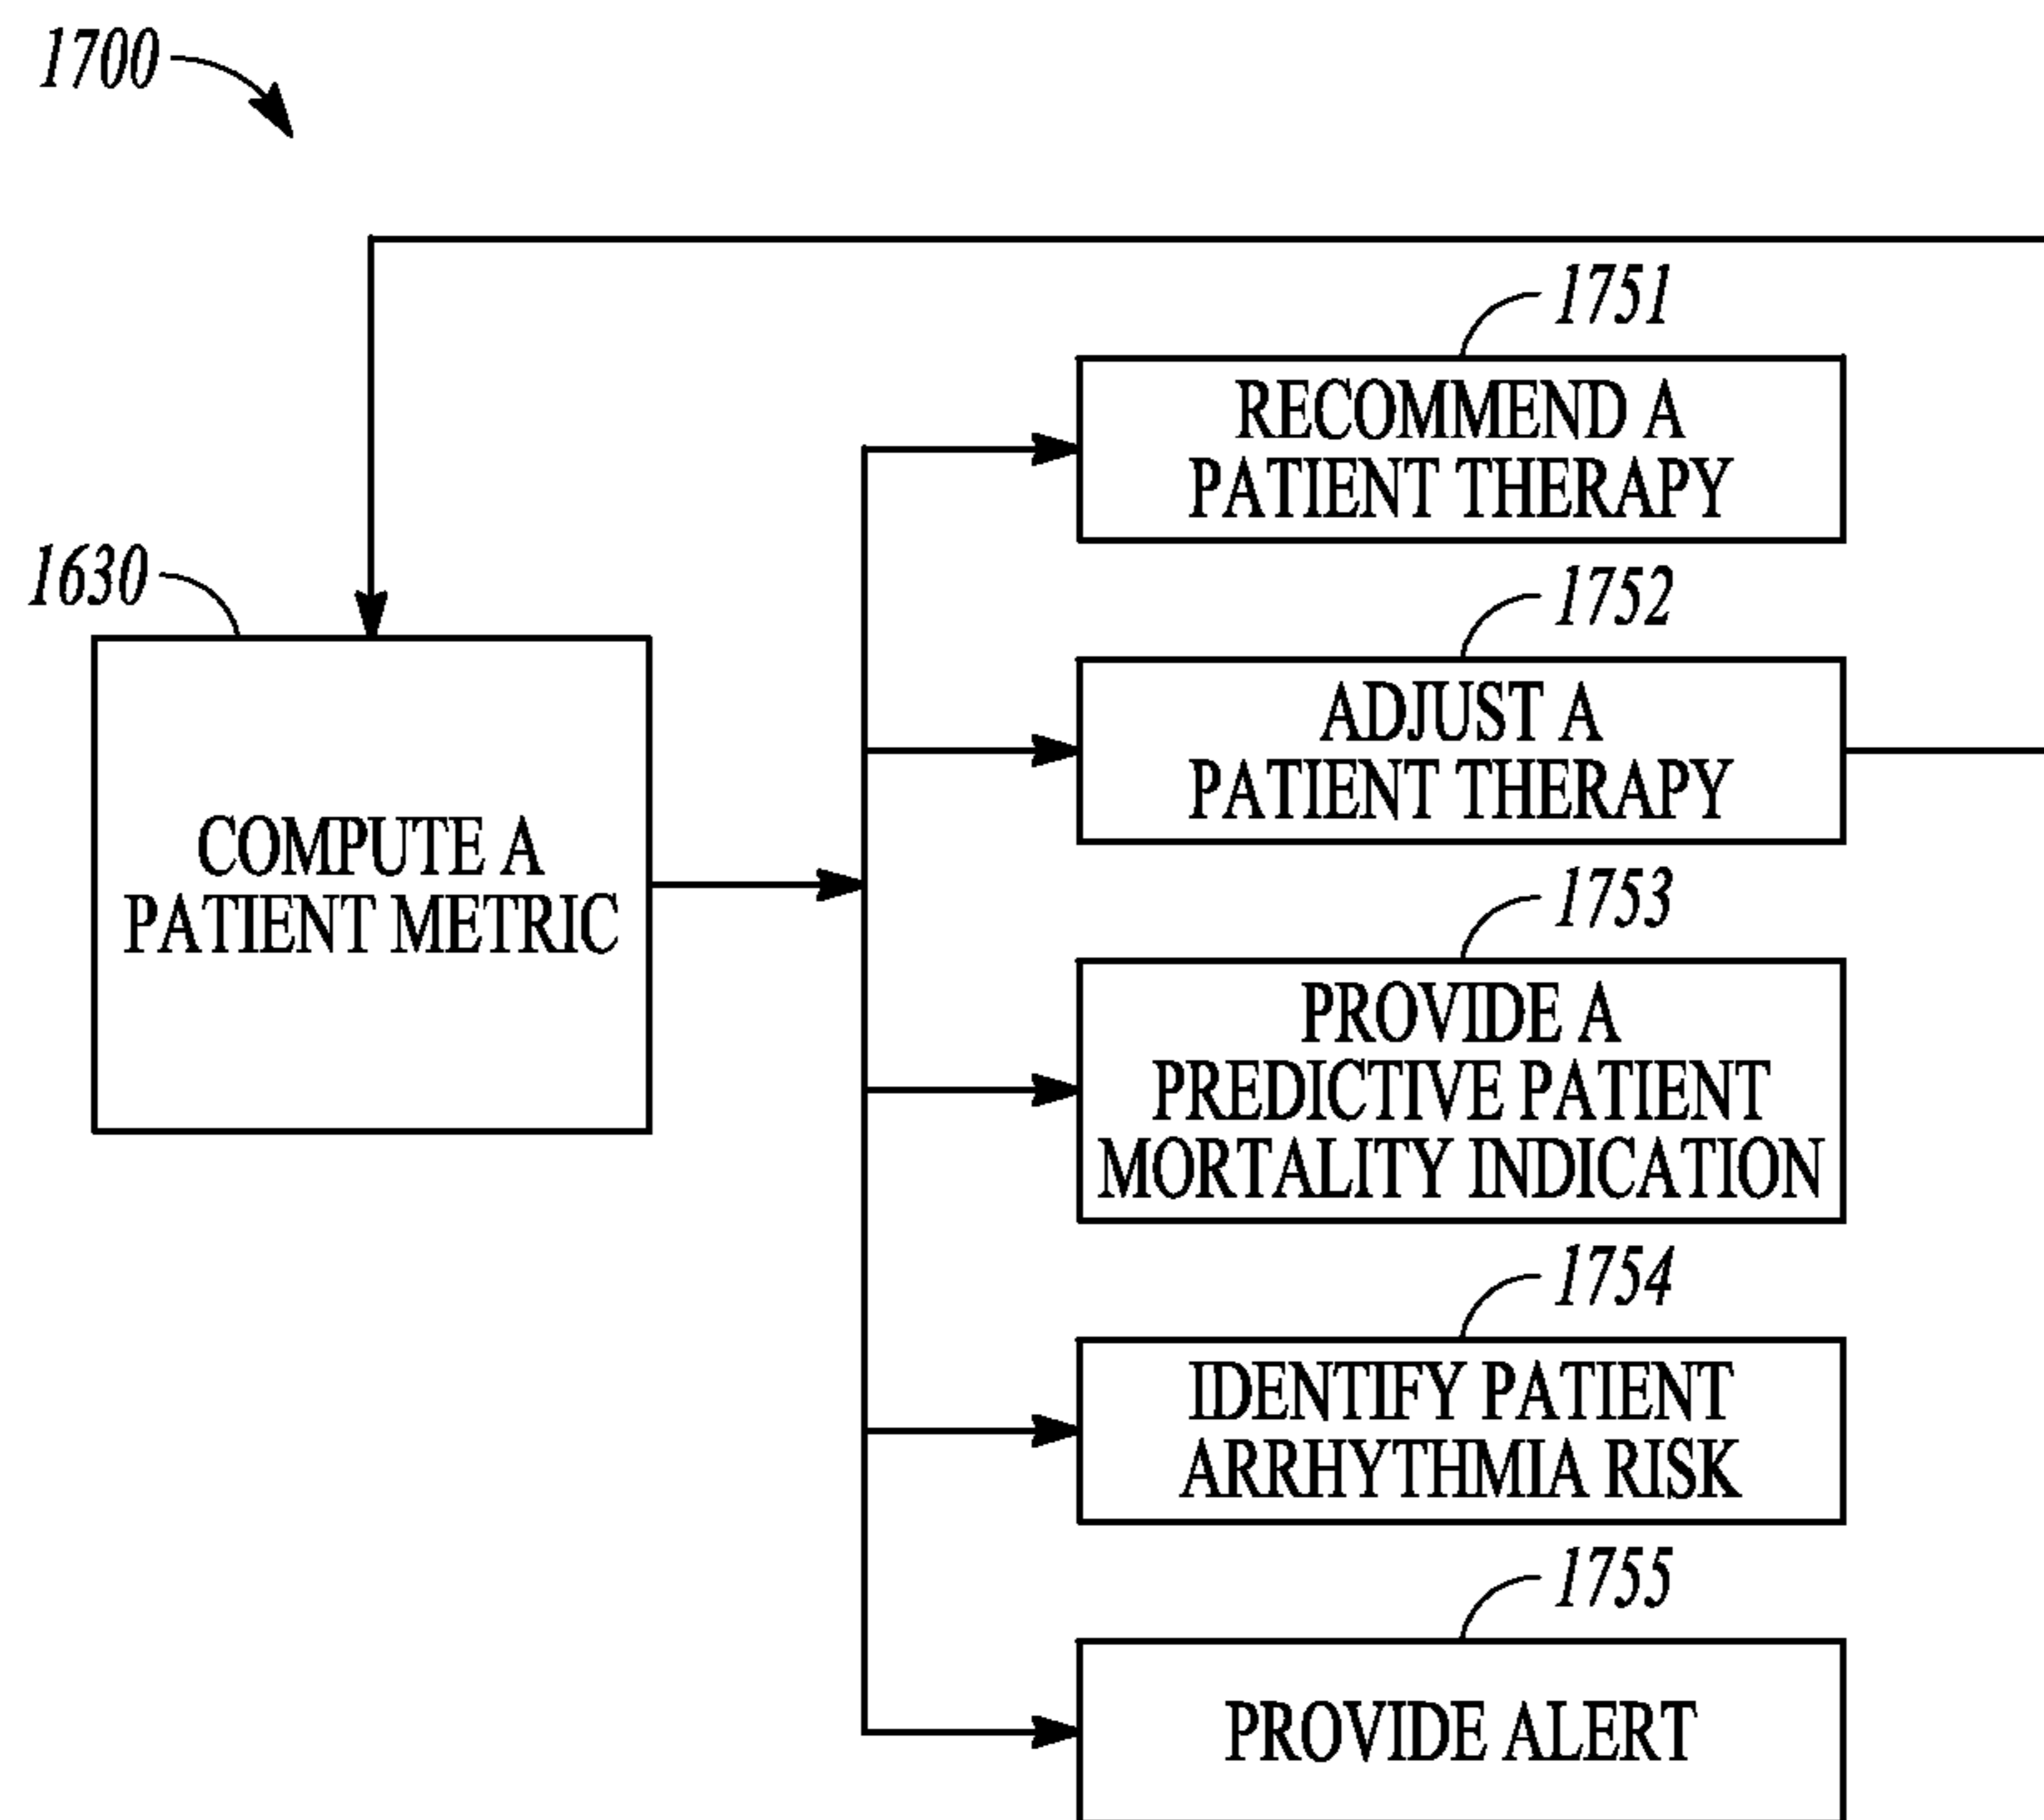 1700
1751
RECOMMEND A
PATIENT THERAPY
1630
1752
ADJUST A
PATIENT THERAPY
COMPUTE A
PATIENT METRIC
1753
PROVIDE A
PREDICTIVE PATIENT
MORTALITY INDICATION
1754
IDENTIFY PATIENT
ARRHYTHMIA RISK
1755
PROVIDE ALERT